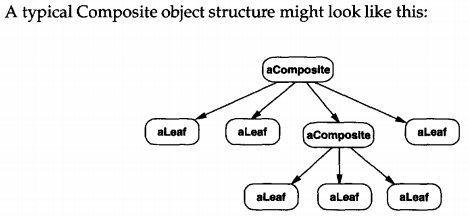 A typical Composite object structure might look like this:
aComposite
aLeaf aLeaf aComposite aLeaf
aLeaf aLeaf aLeaf